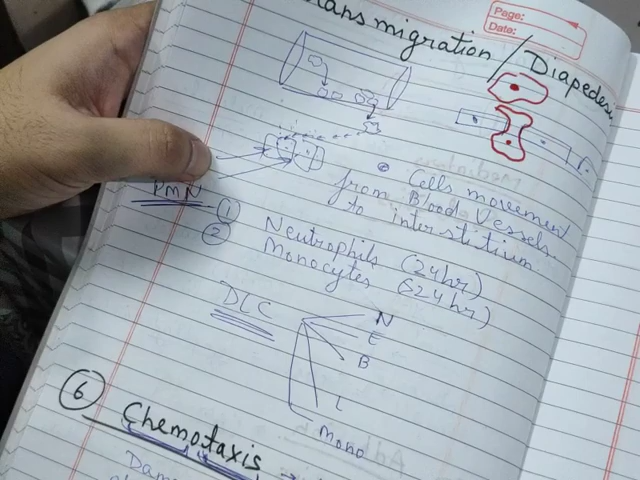 Page:
Date:
Transmigration / Diapedesis
• Cells movement
from Blood Vessels
to interstitium.
PMN
① Neutrophils (24hr)
② Monocytes (≤24hr)
DLC
N
E
B
L
Mono
⑥ Chemotaxis →